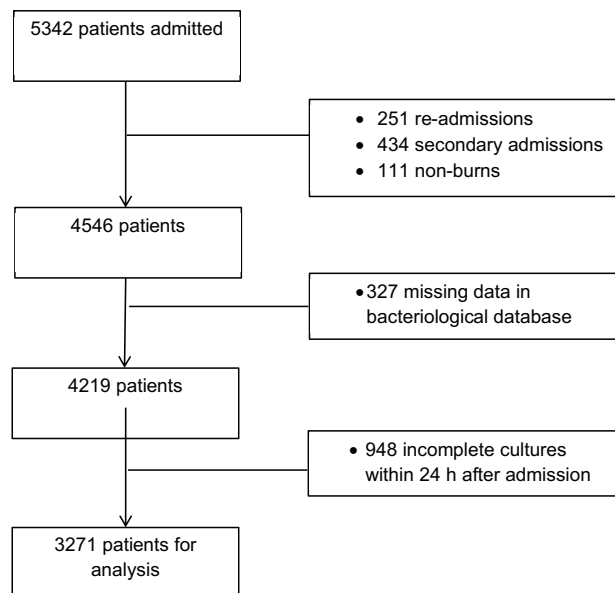 5342 patients admitted
• 251 re-admissions
• 434 secondary admissions
• 111 non-burns
4546 patients
•327 missing data in
bacteriological database
4219 patients
• 948 incomplete cultures
within 24 h after admission
3271 patients for
analysis